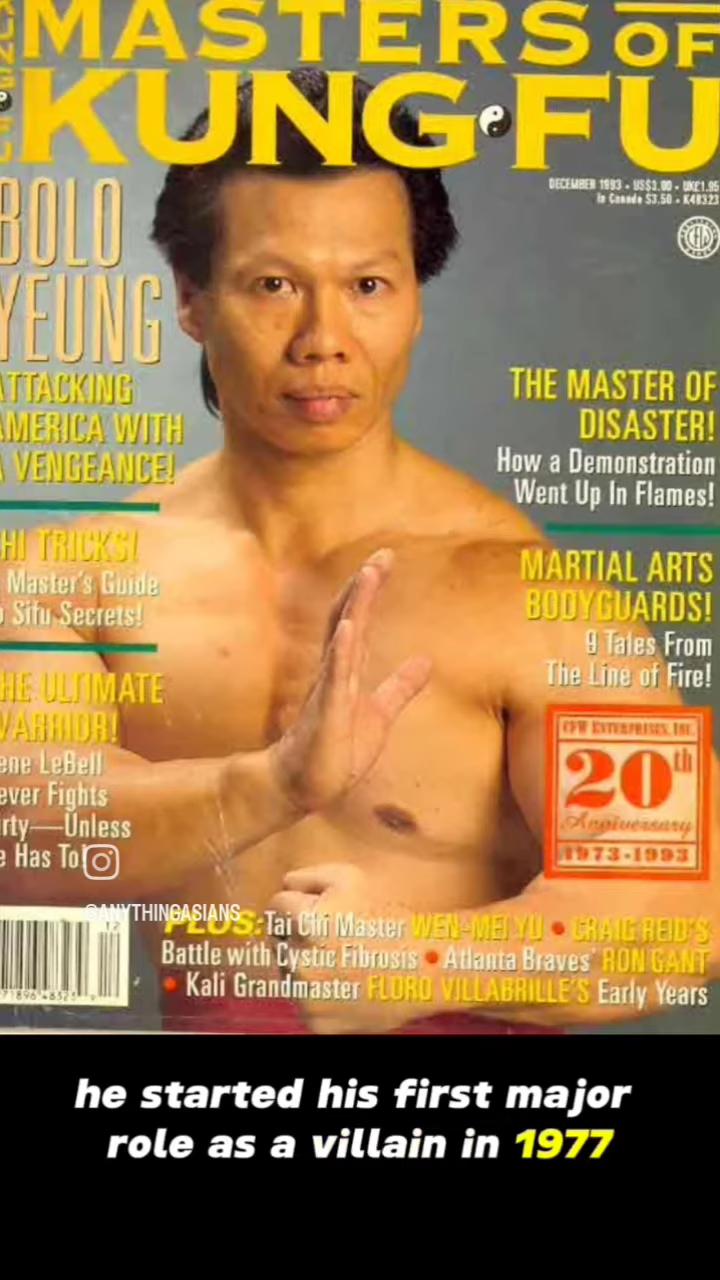 MASTERS OF
KUNG FU
DECEMBER 1993 • US$3.00 • UK£1.95
In Canada $3.50 • K48323
BOLO
YEUNG
ATTACKING
AMERICA WITH
A VENGEANCE!
THE MASTER OF
DISASTER!
How a Demonstration
Went Up In Flames!
HI TRICKS!
Master's Guide
o Sifu Secrets!
MARTIAL ARTS
BODYGUARDS!
9 Tales From
The Line of Fire!
HE ULTIMATE
WARRIOR!
ene LeBell
ever Fights
rty—Unless
e Has To!
CFW ENTERPRISES, INC.
20th
Anniversary
1973-1993
@ANYTHINGASIANS
PLUS: Tai Chi Master WEN-MEI YU • CRAIG REID'S
Battle with Cystic Fibrosis • Atlanta Braves' RON GANT
• Kali Grandmaster FLORO VILLABRILLE'S Early Years
12
he started his first major
role as a villain in 1977